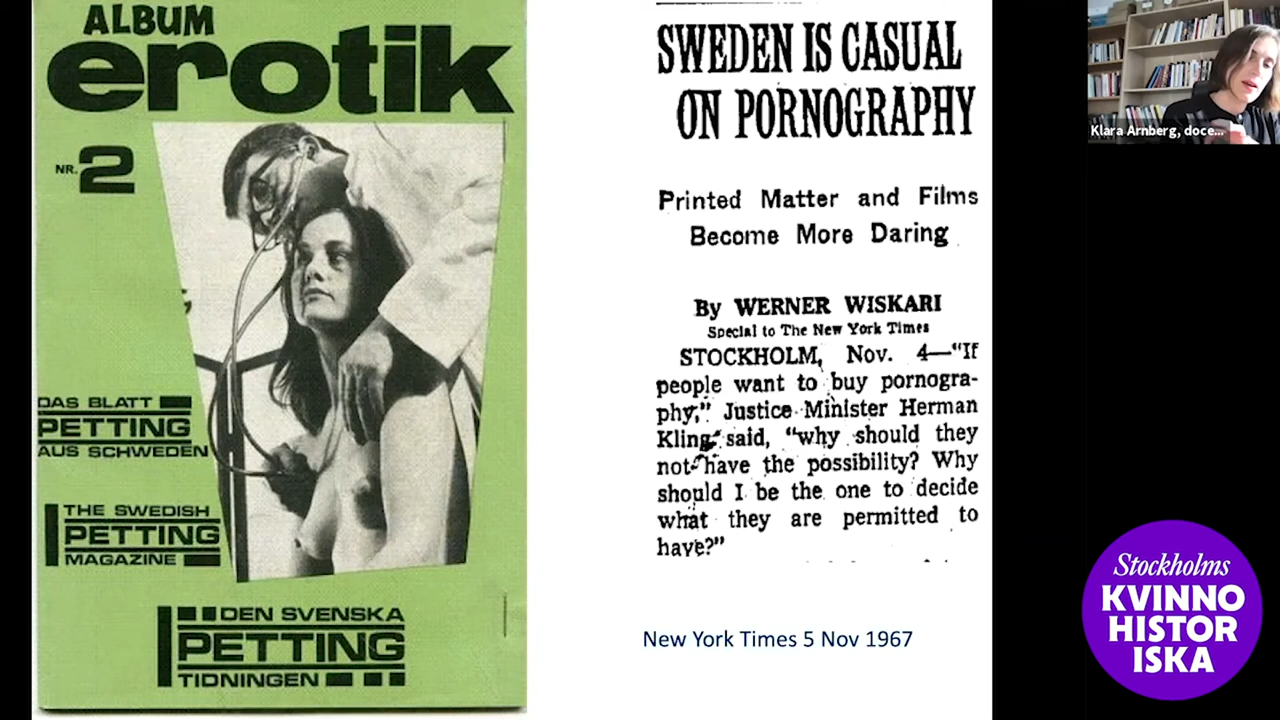 ALBUM
erotik
NR. 2
DAS BLATT
PETTING
AUS SCHWEDEN
THE SWEDISH
PETTING
MAGAZINE
DEN SVENSKA
PETTING
TIDNINGEN
SWEDEN IS CASUAL
ON PORNOGRAPHY
Printed Matter and Films
Become More Daring
By WERNER WISKARI
Special to The New York Times
STOCKHOLM, Nov. 4—“If
people want to buy pornogra-
phy,” Justice Minister Herman
Kling said, “why should they
not have the possibility? Why
should I be the one to decide
what they are permitted to
have?”
New York Times 5 Nov 1967
Klara Arnberg, doce...
Stockholms
KVINNO
HISTOR
ISKA